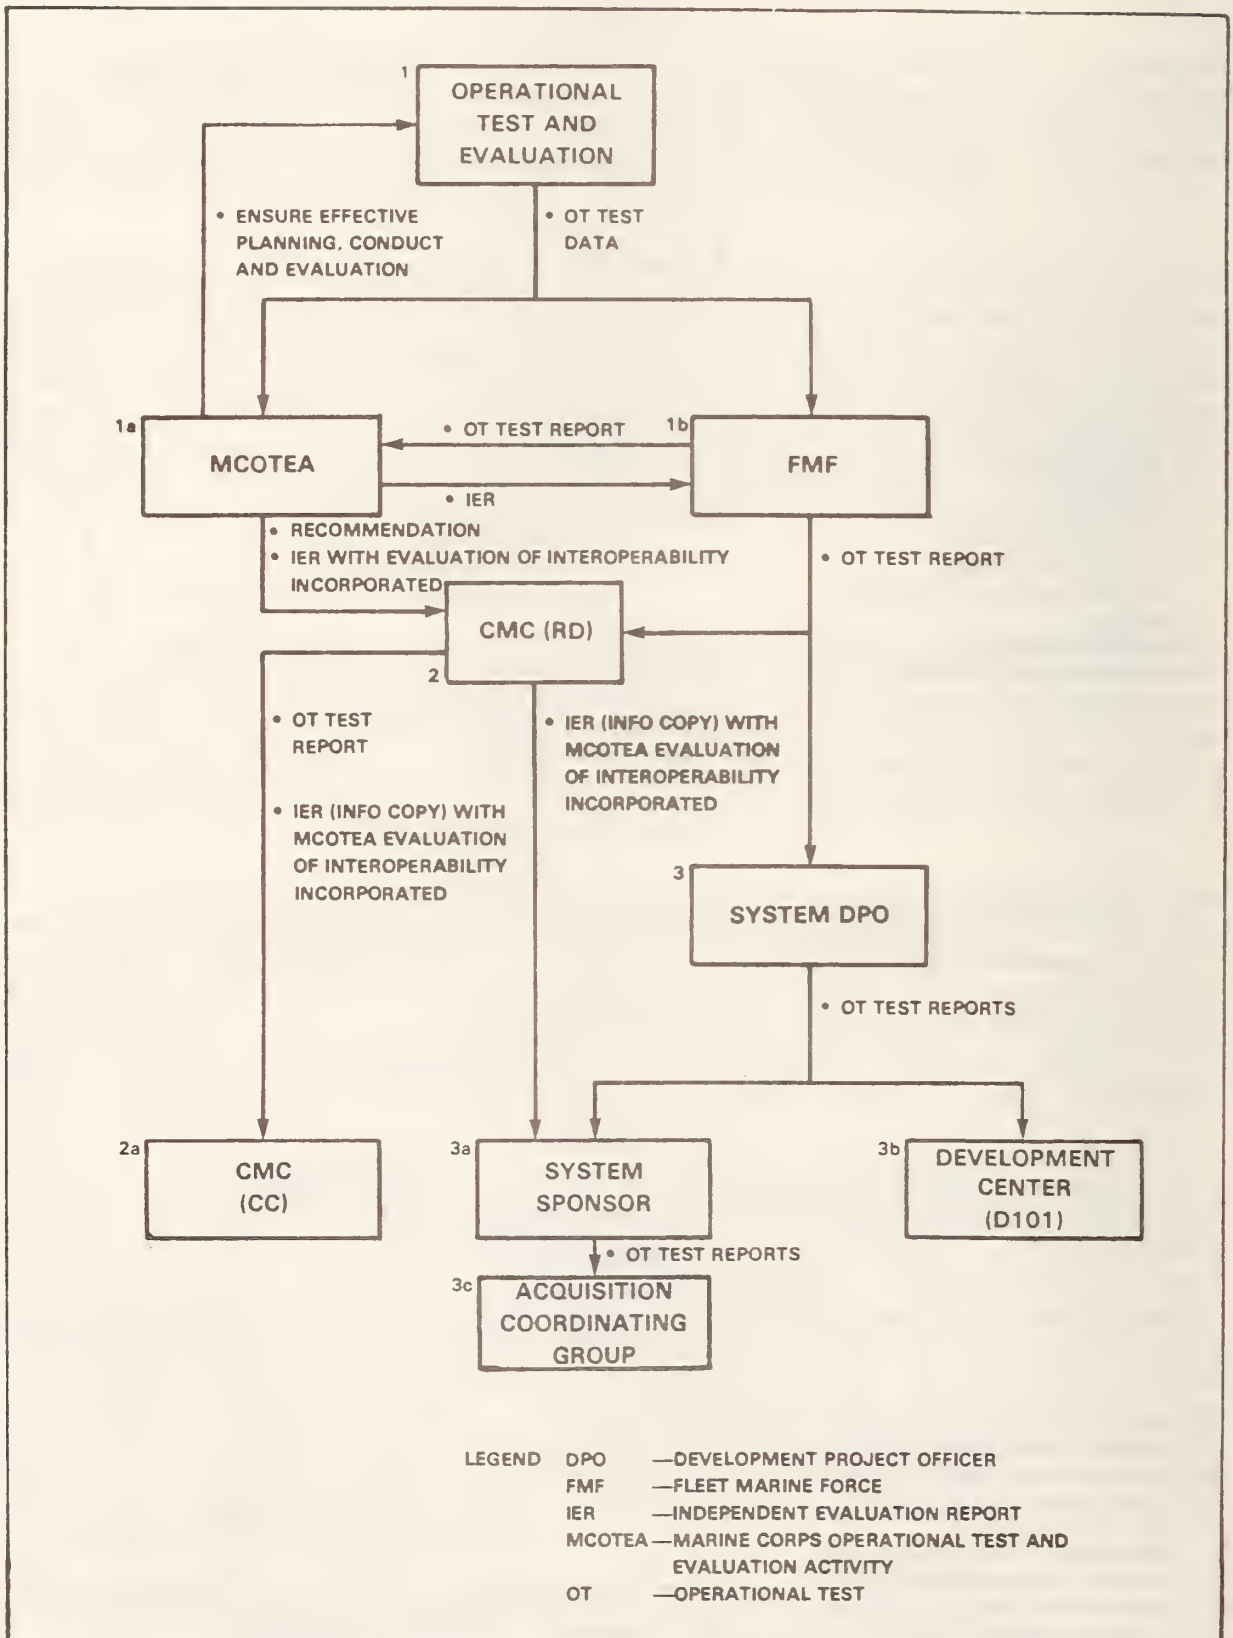 1
OPERATIONAL
TEST AND
EVALUATION
• ENSURE EFFECTIVE
PLANNING, CONDUCT
AND EVALUATION
• OT TEST
DATA
1a
MCOTEA
• OT TEST REPORT
• IER
1b
FMF
• RECOMMENDATION
• IER WITH EVALUATION OF INTEROPERABILITY
INCORPORATED
• OT TEST REPORT
CMC (RD)
2
• OT TEST
REPORT
• IER (INFO COPY) WITH
MCOTEA EVALUATION
OF INTEROPERABILITY
INCORPORATED
• IER (INFO COPY) WITH
MCOTEA EVALUATION
OF INTEROPERABILITY
INCORPORATED
3
SYSTEM DPO
• OT TEST REPORTS
2a
CMC
(CC)
3a
SYSTEM
SPONSOR
3b
DEVELOPMENT
CENTER
(D101)
• OT TEST REPORTS
3c
ACQUISITION
COORDINATING
GROUP
LEGEND DPO —DEVELOPMENT PROJECT OFFICER
FMF —FLEET MARINE FORCE
IER —INDEPENDENT EVALUATION REPORT
MCOTEA—MARINE CORPS OPERATIONAL TEST AND
EVALUATION ACTIVITY
OT —OPERATIONAL TEST